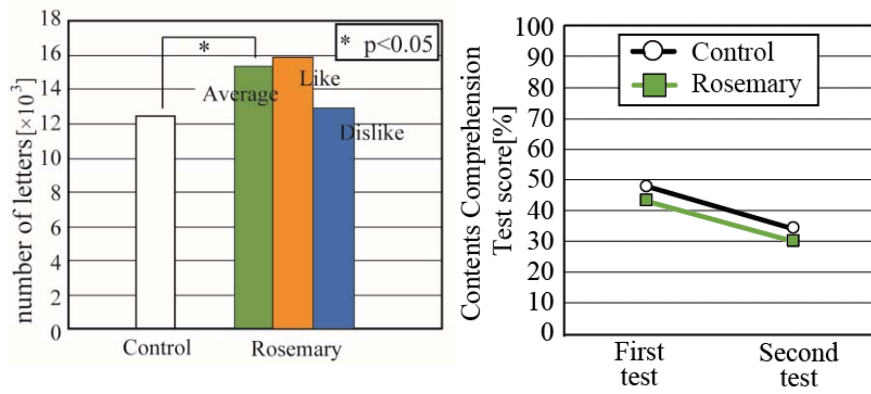 18
16
14
12
10
8
6
4
2
0
number of letters[×10³]
* p<0.05
*
Average
Like
Dislike
Control
Rosemary
100
90
80
70
60
50
40
30
20
10
0
Contents Comprehension
Test score[%]
Control
Rosemary
First
test
Second
test